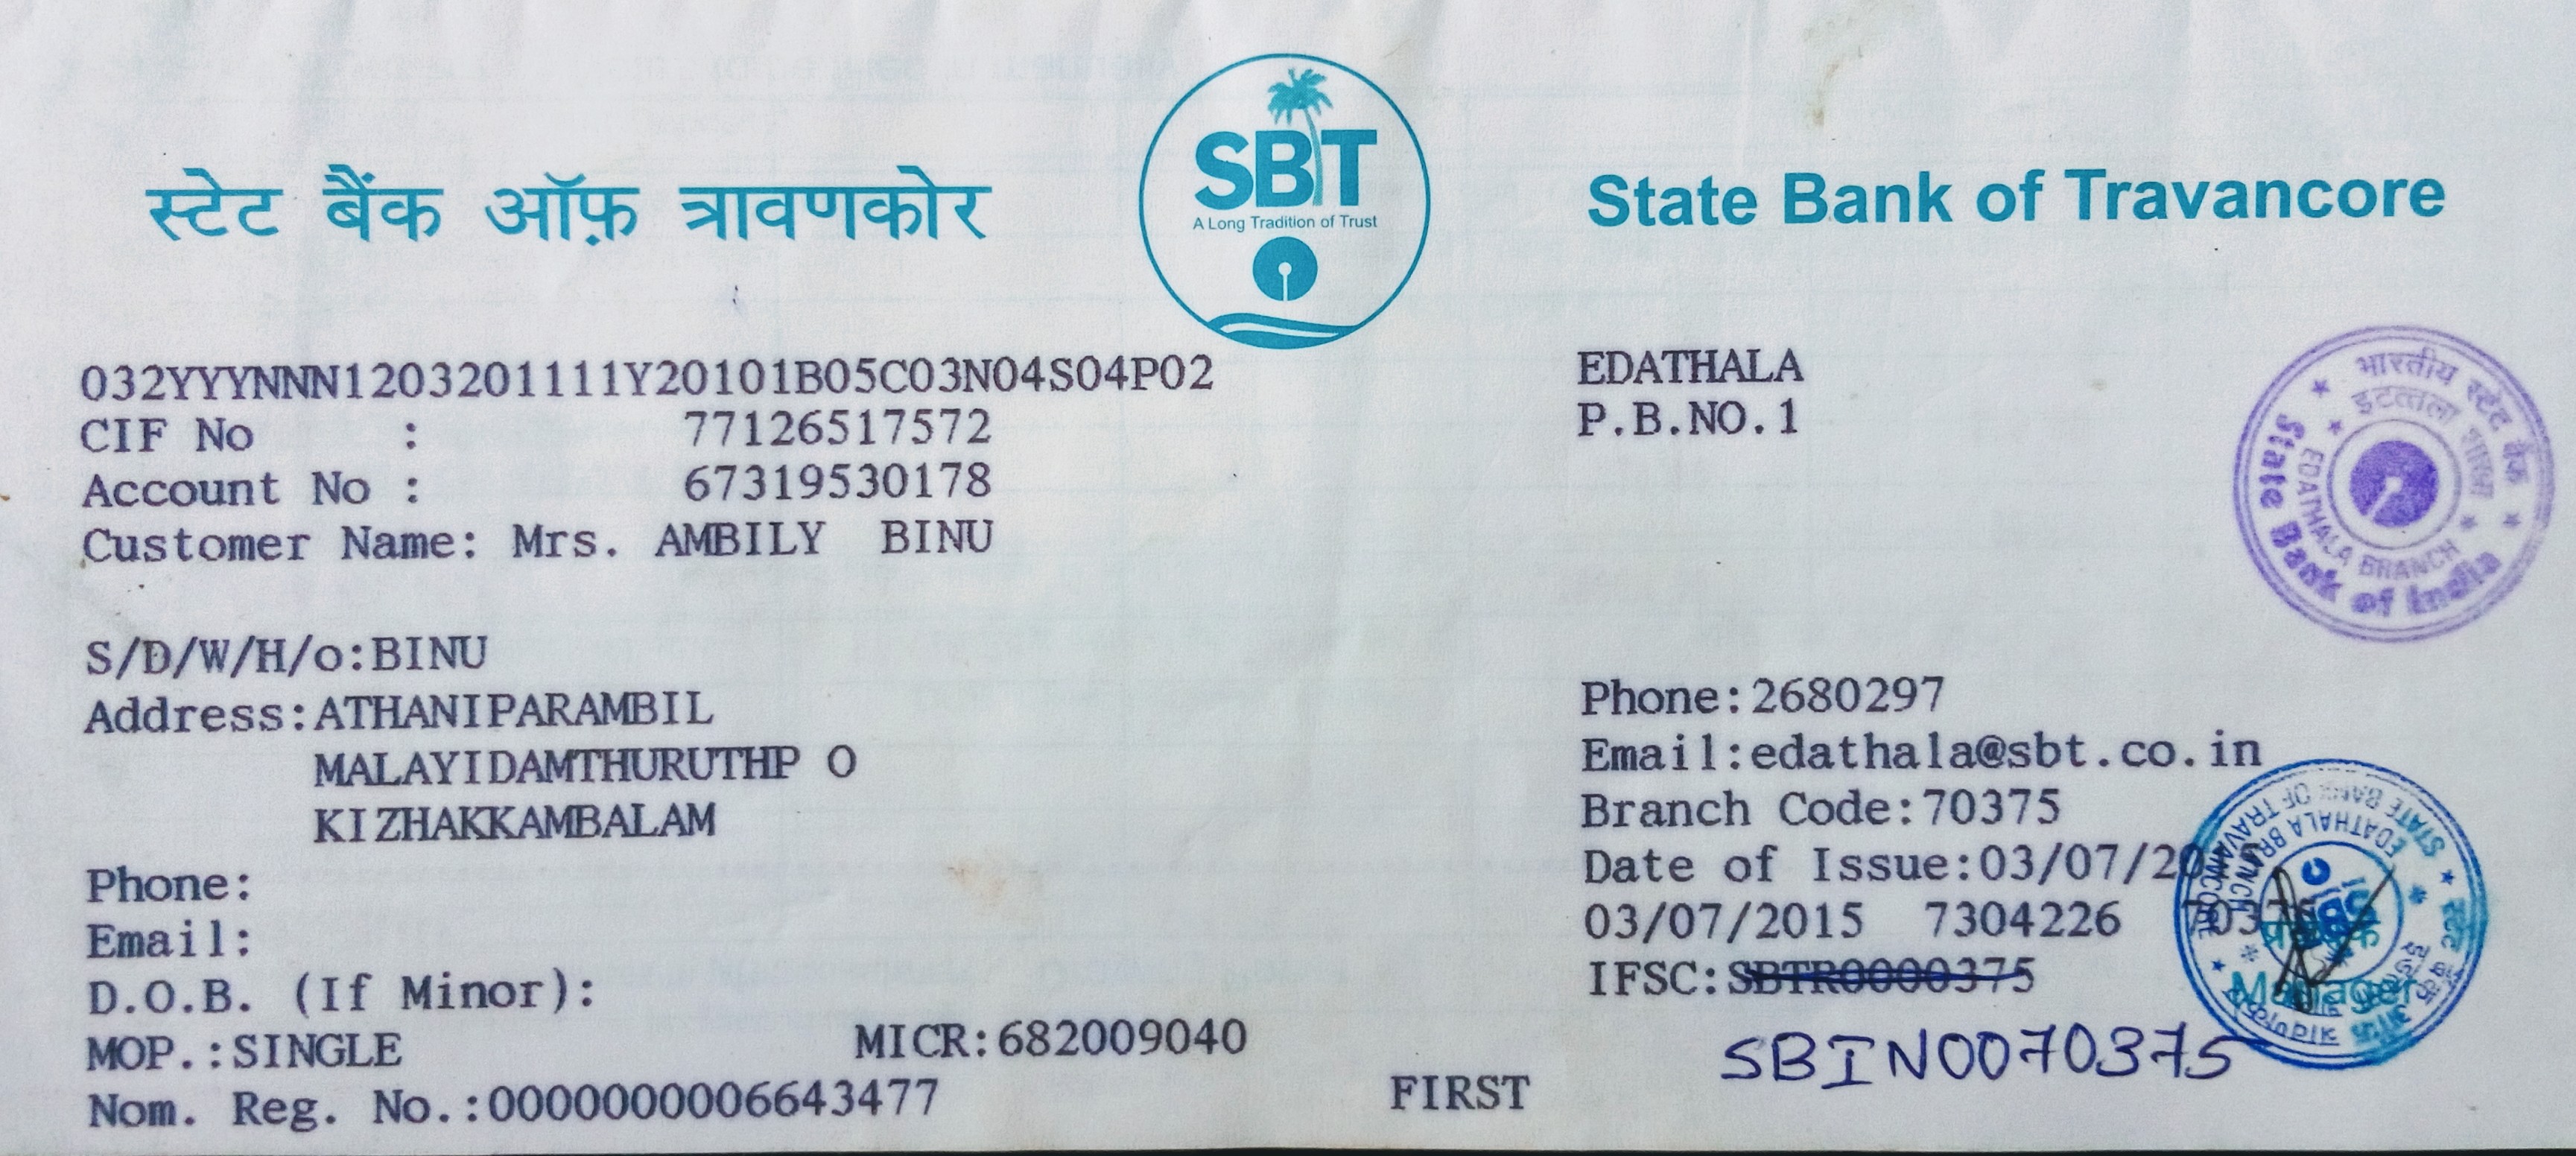 स्टेट बैंक ऑफ़ त्रावणकोर
SBT
A Long Tradition of Trust
State Bank of Travancore
032YYYNNN1203201111Y20101B05C03N04S04P02
CIF No : 77126517572
Account No : 67319530178
Customer Name: Mrs. AMBILY BINU
S/D/W/H/o:BINU
Address:ATHANIPARAMBIL
MALAYIDAMTHURUTHP O
KIZHAKKAMBALAM
Phone:
Email:
D.O.B. (If Minor):
MOP.:SINGLE MICR:682009040
Nom. Reg. No.:0000000006643477
FIRST
EDATHALA
P.B.NO.1
भारतीय स्टेट बैंक
इटत्तला शाखा
EDATHALA BRANCH
State Bank of India
Phone:2680297
Email:edathala@sbt.co.in
Branch Code:70375
Date of Issue:03/07/20
03/07/2015 7304226
IFSC:SBTR0000375
SBIN0070375
STATE BANK OF TRAVANCORE
EDATHALA BRANCH
Manager